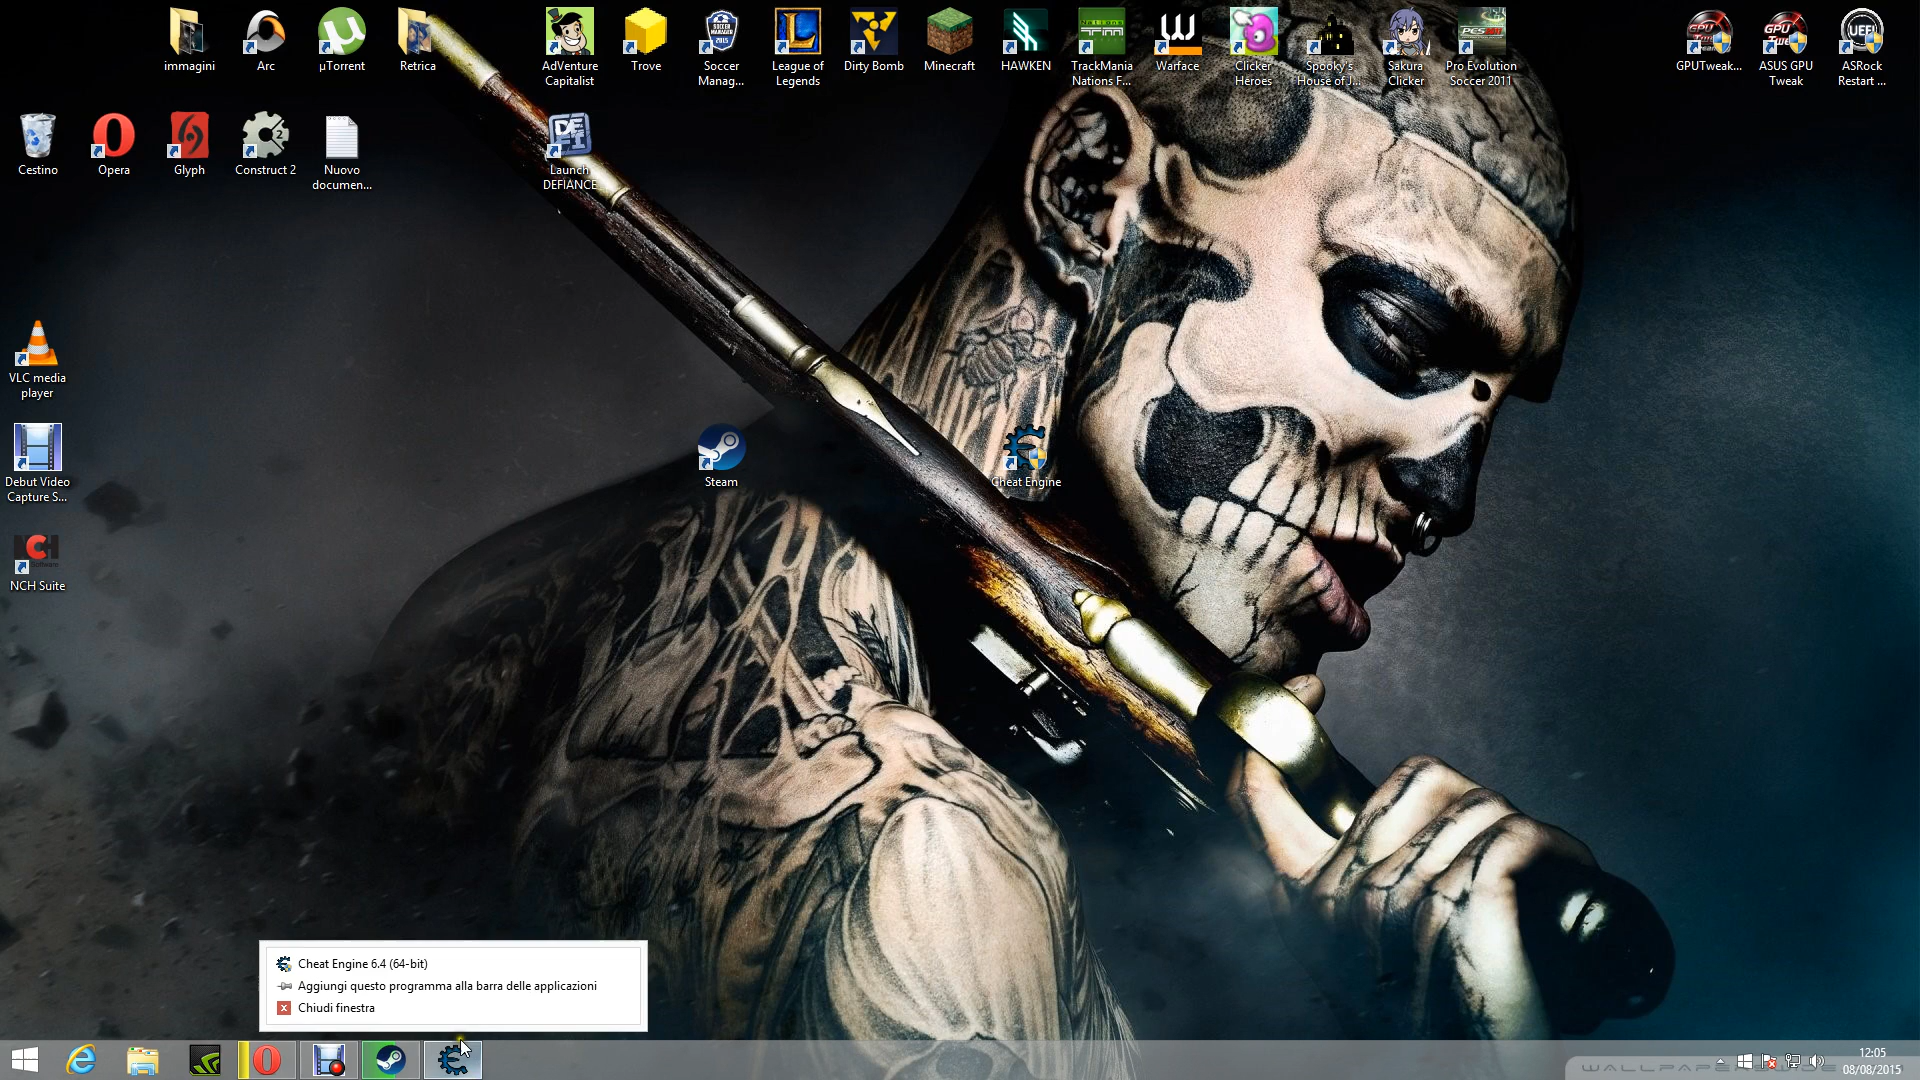 immagini
Arc
µTorrent
Retrica
AdVenture Capitalist
Trove
Soccer Manag...
League of Legends
Dirty Bomb
Minecraft
HAWKEN
TrackMania Nations F...
Warface
Clicker Heroes
Spooky's House of J...
Sakura Clicker
Pro Evolution Soccer 2011
GPUTweak...
ASUS GPU Tweak
ASRock Restart ...
Cestino
Opera
Glyph
Construct 2
Nuovo documen...
Launch DEFIANCE
VLC media player
Steam
Cheat Engine
Debut Video Capture S...
NCH Suite
Cheat Engine 6.4 (64-bit)
Aggiungi questo programma alla barra delle applicazioni
Chiudi finestra
12:05
08/08/2015